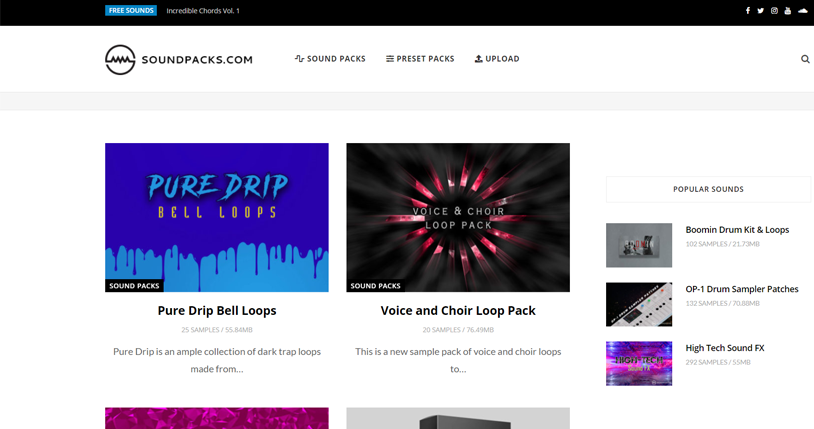 FREE SOUNDS Incredible Chords Vol. 1
SOUNDPACKS.COM SOUND PACKS PRESET PACKS UPLOAD
PURE DRIP
BELL LOOPS
SOUND PACKS
Pure Drip Bell Loops
25 SAMPLES / 55.84MB
Pure Drip is an ample collection of dark trap loops
made from...
VOICE & CHOIR
LOOP PACK
SOUND PACKS
Voice and Choir Loop Pack
20 SAMPLES / 76.49MB
This is a new sample pack of voice and choir loops
to...
POPULAR SOUNDS
Boomin Drum Kit & Loops
102 SAMPLES / 21.73MB
OP-1 Drum Sampler Patches
132 SAMPLES / 70.88MB
HIGH TECH
SOUND FX
High Tech Sound FX
292 SAMPLES / 55MB